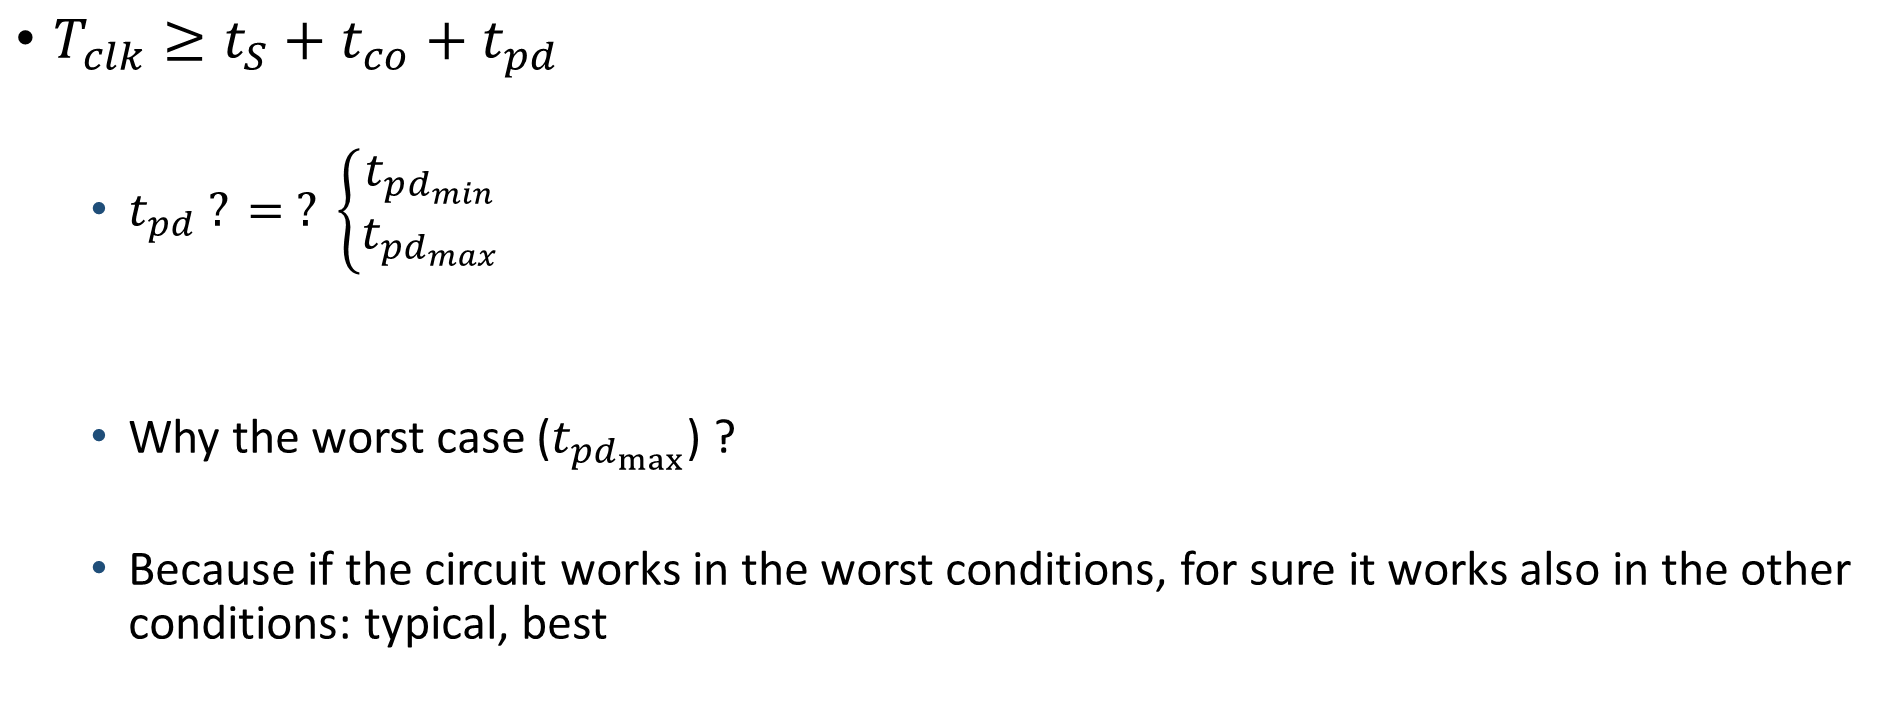 • T_clk ≥ t_S + t_co + t_pd
• t_pd ? = ? { t_pd_min
t_pd_max
• Why the worst case (t_pd_max) ?
• Because if the circuit works in the worst conditions, for sure it works also in the other
conditions: typical, best